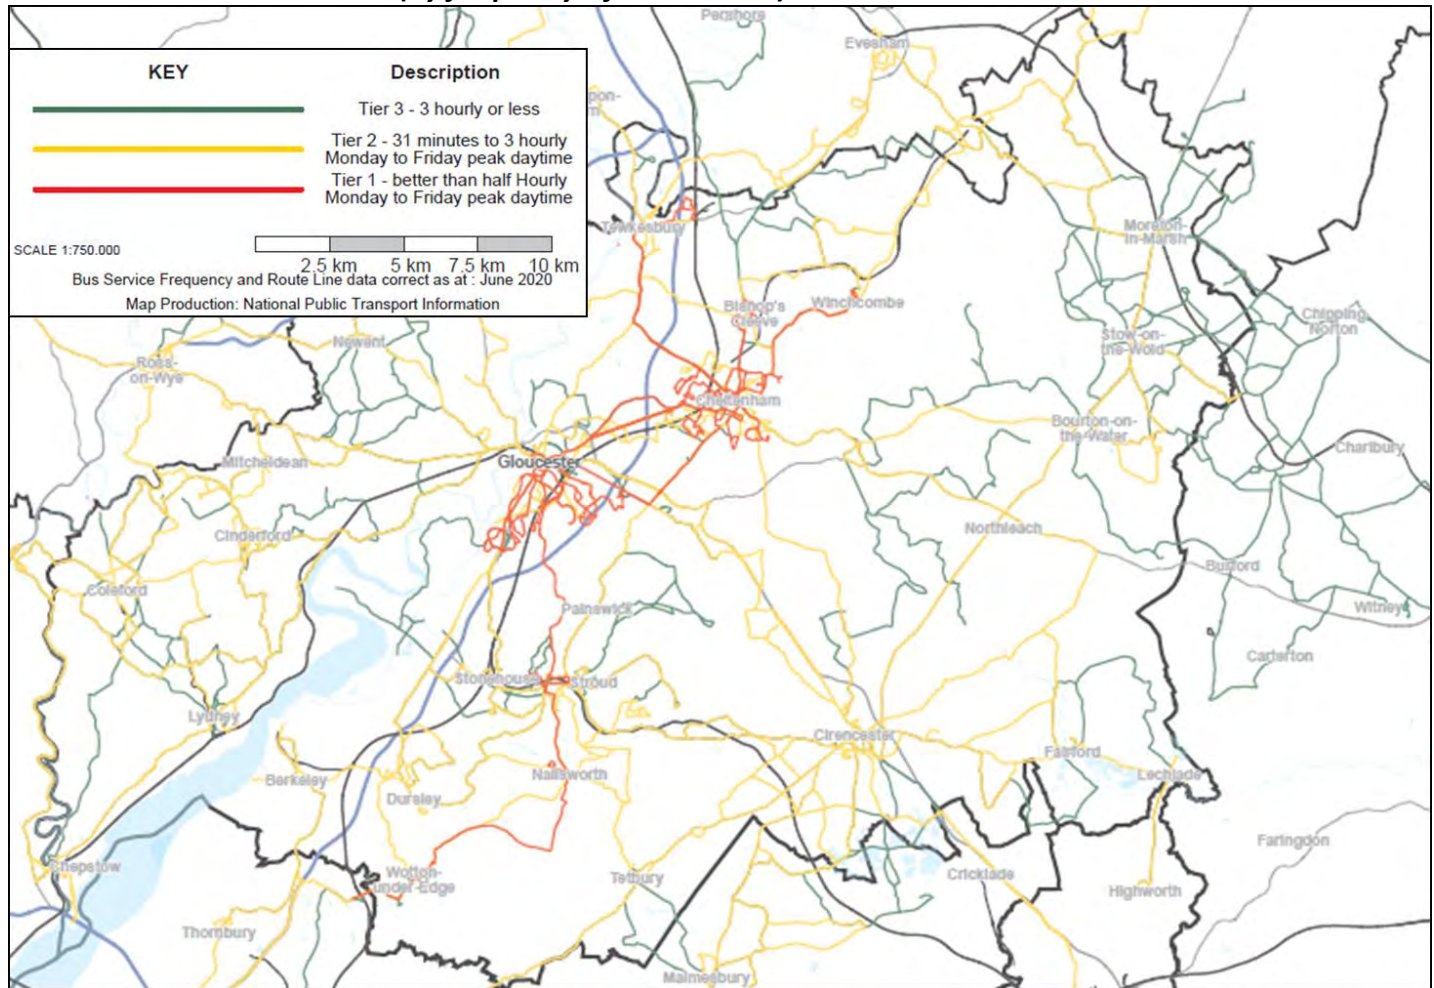 Pershore
Evesham
KEY
Description
Tier 3 - 3 hourly or less
Tier 2 - 31 minutes to 3 hourly
Monday to Friday peak daytime
Tier 1 - better than half Hourly
Monday to Friday peak daytime
SCALE 1:750.000
2.5 km 5 km 7.5 km 10 km
Bus Service Frequency and Route Line data correct as at : June 2020
Map Production: National Public Transport Information
Tewkesbury
Moreton-
in-Marsh
Bishop's
Cleeve
Winchcombe
Chipping
Norton
Newent
Stow-on-
the-Wold
Ross-
on-Wye
Cheltenham
Bourton-on-
the-Water
Charlbury
Mitcheldean
Gloucester
Cinderford
Northleach
Burford
Coleford
Painswick
Witney
Carterton
Stonehouse
Stroud
Lydney
Cirencester
Fairford
Berkeley
Nailsworth
Lechlade
Dursley
Faringdon
Chepstow
Wotton-
under-Edge
Tetbury
Cricklade
Highworth
Thornbury
Malmesbury